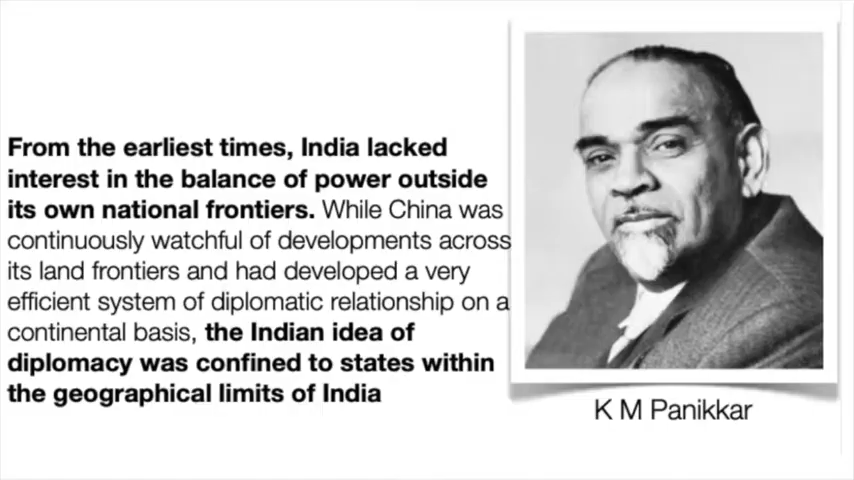 From the earliest times, India lacked
interest in the balance of power outside
its own national frontiers. While China was
continuously watchful of developments across
its land frontiers and had developed a very
efficient system of diplomatic relationship on a
continental basis, the Indian idea of
diplomacy was confined to states within
the geographical limits of India
K M Panikkar